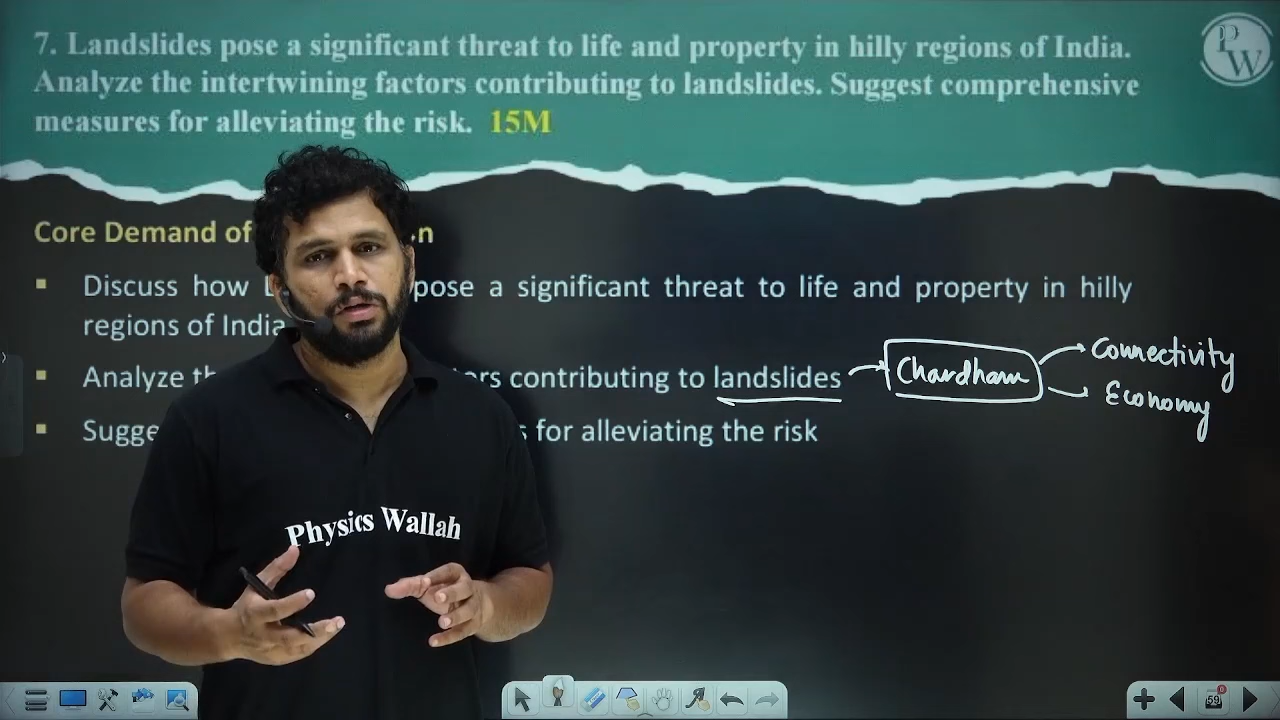 7. Landslides pose a significant threat to life and property in hilly regions of India.
Analyze the intertwining factors contributing to landslides. Suggest comprehensive
measures for alleviating the risk. 15M
PW
Core Demand of
Discuss how pose a significant threat to life and property in hilly
regions of India
Analyze contributing to landslides
Chardham
Connectivity
Economy
for alleviating the risk
Physics Wallah
59